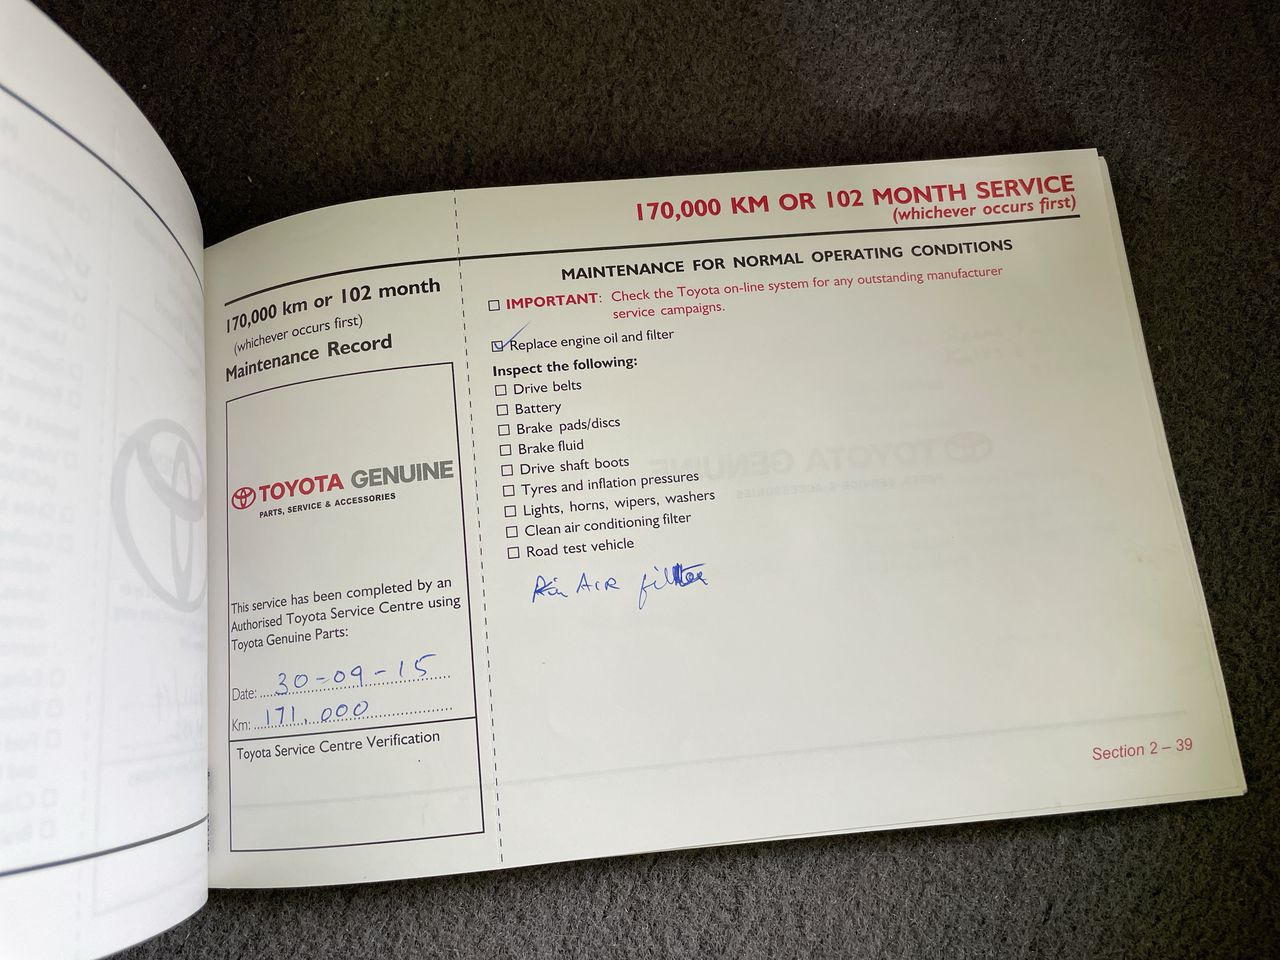 170,000 km or 102 month
(whichever occurs first)
Maintenance Record
TOYOTA GENUINE
PARTS, SERVICE & ACCESSORIES
This service has been completed by an
Authorised Toyota Service Centre using
Toyota Genuine Parts:
Date: 30-09-15
Km: 171,000
Toyota Service Centre Verification
170,000 KM OR 102 MONTH SERVICE
(whichever occurs first)
MAINTENANCE FOR NORMAL OPERATING CONDITIONS
IMPORTANT: Check the Toyota on-line system for any outstanding manufacturer
service campaigns.
Replace engine oil and filter
Inspect the following:
Drive belts
Battery
Brake pads/discs
Brake fluid
Drive shaft boots
Tyres and inflation pressures
Lights, horns, wipers, washers
Clean air conditioning filter
Road test vehicle
AIR filter
Section 2 – 39